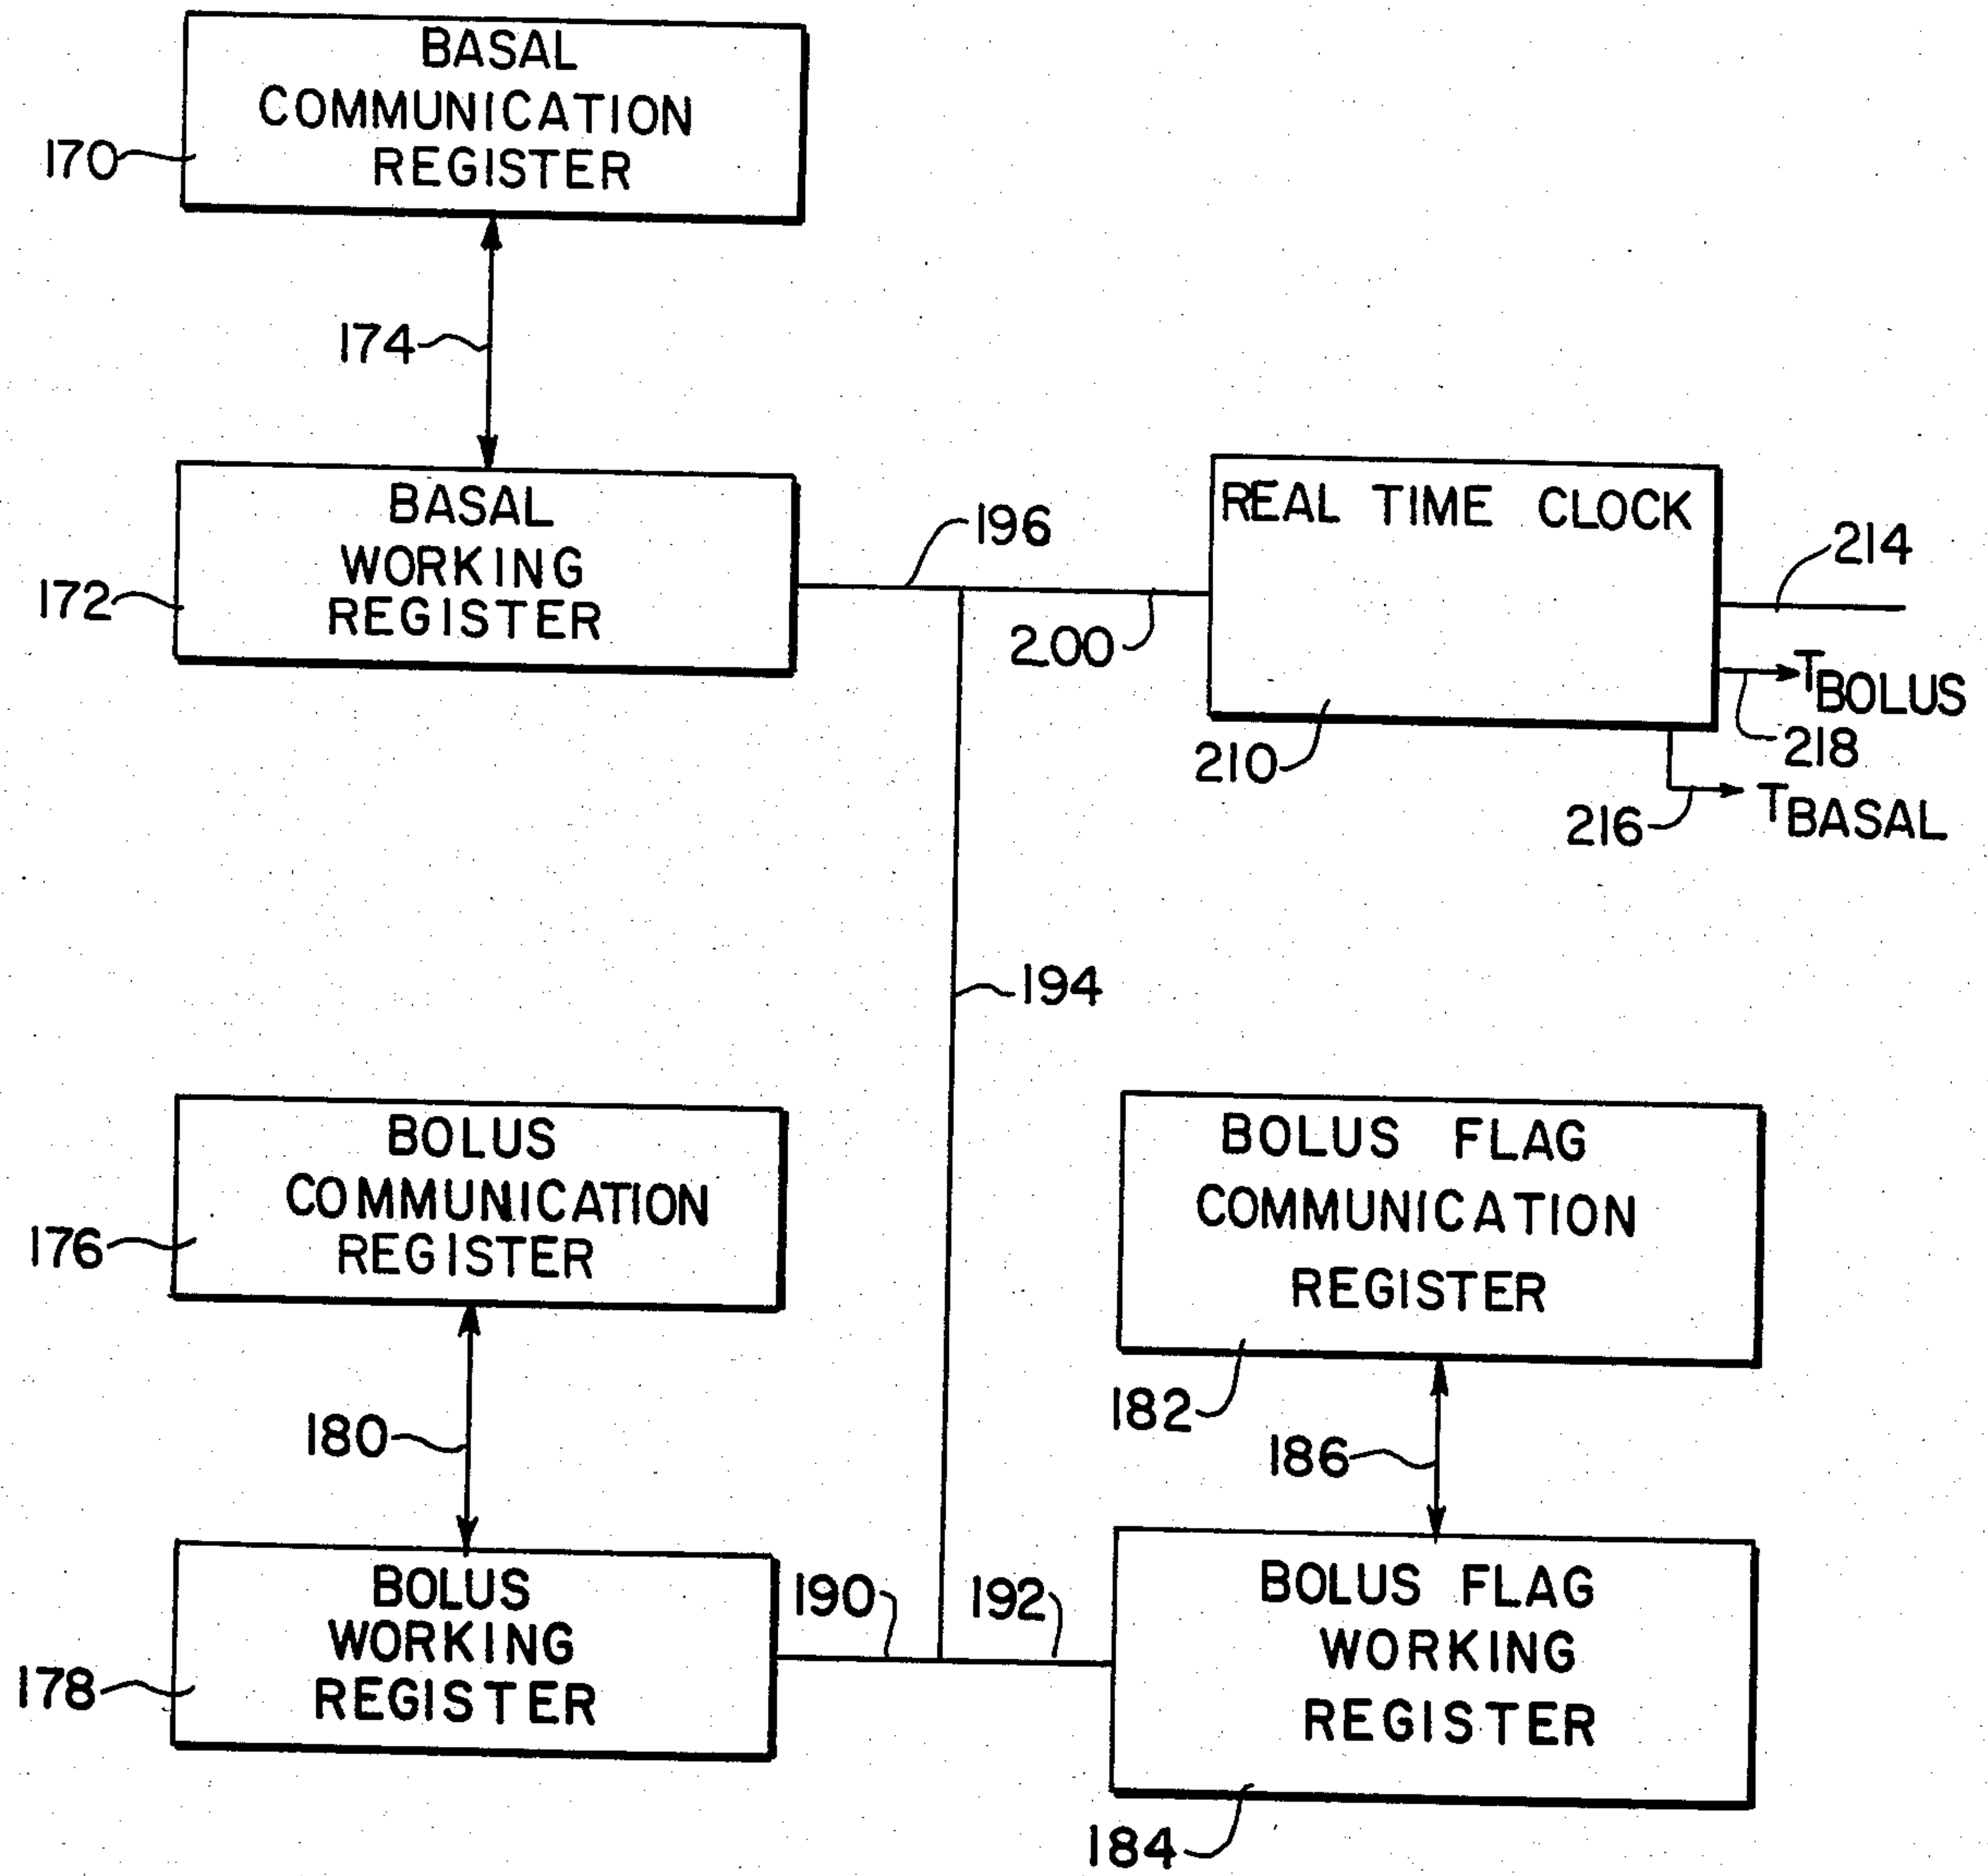 BASAL
COMMUNICATION
REGISTER
170
174
BASAL
WORKING
REGISTER
172
196
200
REAL TIME CLOCK
210
214
TBOLUS
218
216
TBASAL
194
BOLUS
COMMUNICATION
REGISTER
176
180
BOLUS FLAG
COMMUNICATION
REGISTER
182
186
BOLUS
WORKING
REGISTER
178
190
192
BOLUS FLAG
WORKING
REGISTER
184